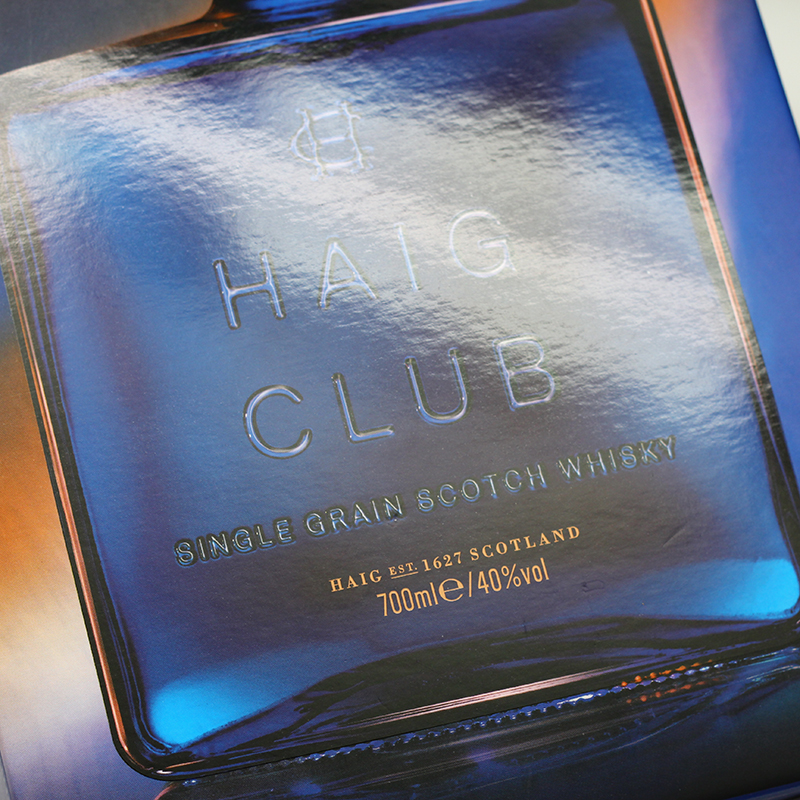 HAIG
CLUB
SINGLE GRAIN SCOTCH WHISKY
HAIG EST. 1627 SCOTLAND
700ml℮/40%vol